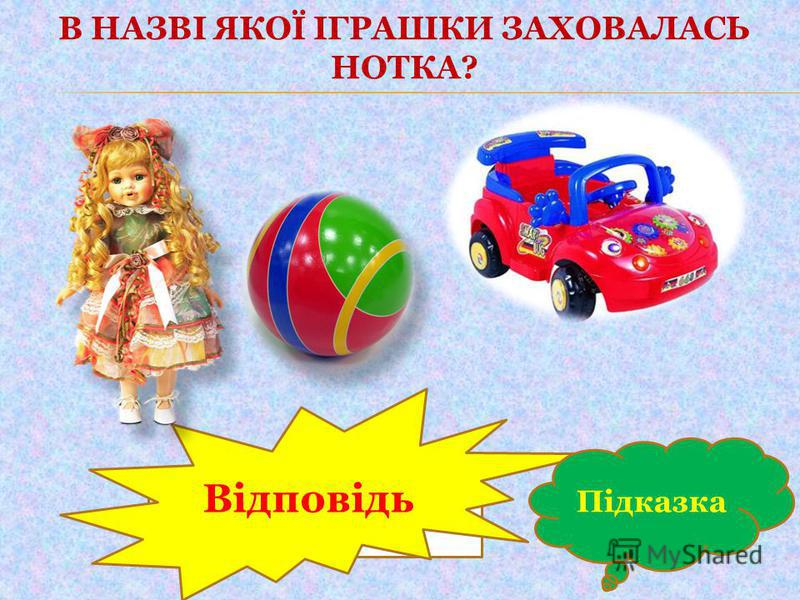 В НАЗВІ ЯКОЇ ІГРАШКИ ЗАХОВАЛАСЬ
НОТКА?
Відповідь
Підказка
MyShared